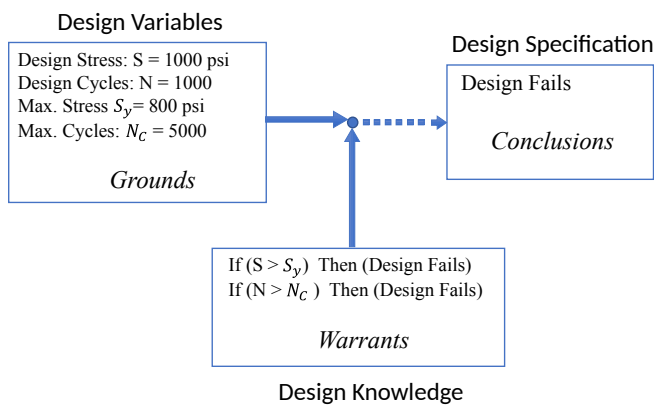 Design Variables
Design Stress: S = 1000 psi
Design Cycles: N = 1000
Max. Stress S_y= 800 psi
Max. Cycles: N_C = 5000
Grounds
Design Specification
Design Fails
Conclusions
If (S > S_y) Then (Design Fails)
If (N > N_C ) Then (Design Fails)
Warrants
Design Knowledge